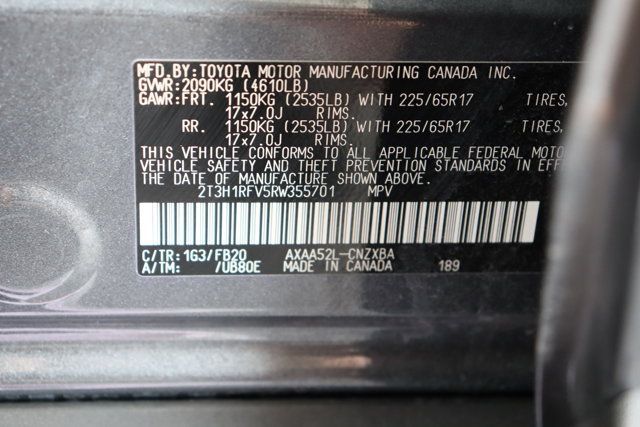 MFD.BY:TOYOTA MOTOR MANUFACTURING CANADA INC.
GVWR:2090KG (4610LB)
GAWR:FRT. 1150KG (2535LB) WITH 225/65R17 TIRES,
17x7.0J RIMS.
RR. 1150KG (2535LB) WITH 225/65R17 TIRES,
17x7.0J RIMS.
THIS VEHICLE CONFORMS TO ALL APPLICABLE FEDERAL MOTO
VEHICLE SAFETY AND THEFT PREVENTION STANDARDS IN EFF
THE DATE OF MANUFACTURE SHOWN ABOVE.
2T3H1RFV5RW355701 MPV
C/TR:1G3/FB20 AXAA52L-CNZXBA
A/TM: /UB80E MADE IN CANADA 189